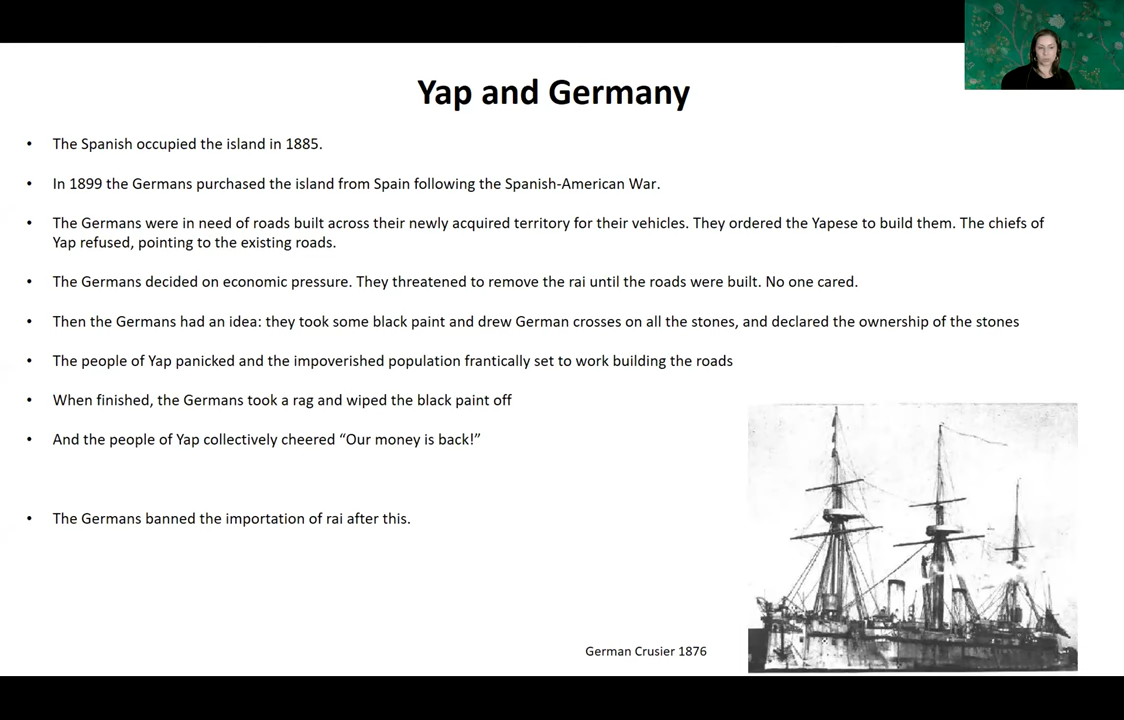 Yap and Germany
• The Spanish occupied the island in 1885.
• In 1899 the Germans purchased the island from Spain following the Spanish-American War.
• The Germans were in need of roads built across their newly acquired territory for their vehicles. They ordered the Yapese to build them. The chiefs of
Yap refused, pointing to the existing roads.
• The Germans decided on economic pressure. They threatened to remove the rai until the roads were built. No one cared.
• Then the Germans had an idea: they took some black paint and drew German crosses on all the stones, and declared the ownership of the stones
• The people of Yap panicked and the impoverished population frantically set to work building the roads
• When finished, the Germans took a rag and wiped the black paint off
• And the people of Yap collectively cheered “Our money is back!”
• The Germans banned the importation of rai after this.
German Crusier 1876